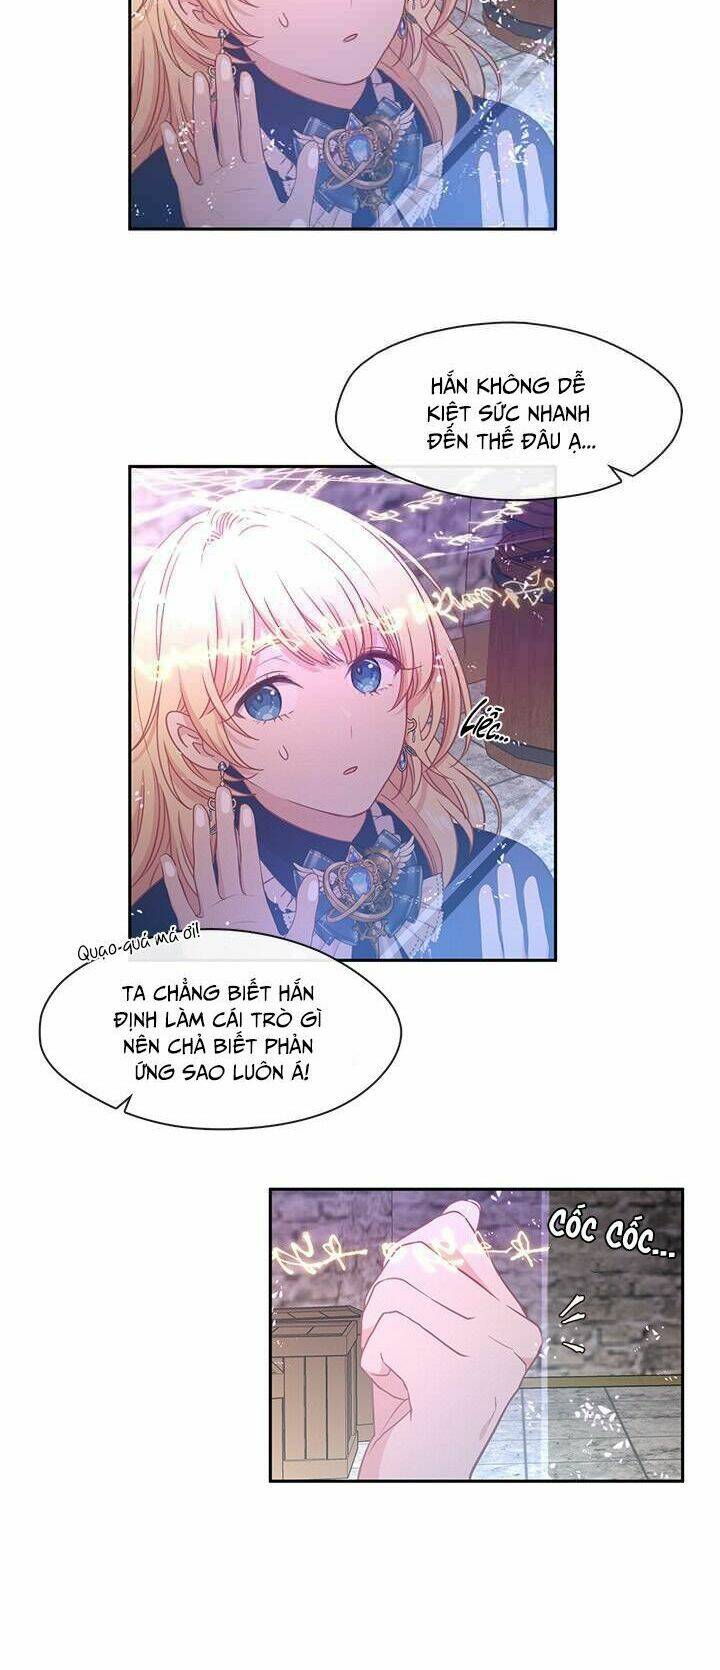 HẮN KHÔNG DỄ
KIỆT SỨC NHANH
ĐẾN THẾ ĐÂU Ạ...
LIẾC...
Quạo quá má ơi!
TA CHẲNG BIẾT HẮN
ĐỊNH LÀM CÁI TRÒ GÌ
NÊN CHẢ BIẾT PHẢN
ỨNG SAO LUÔN Á!
CỐC CỐC...